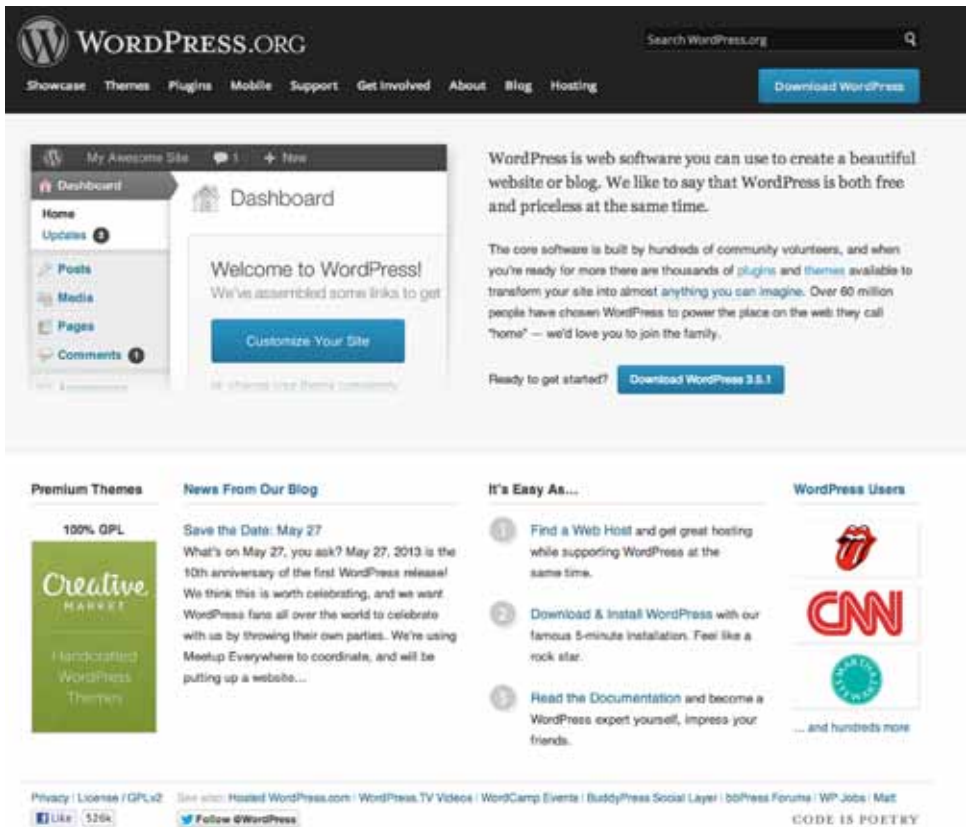 WORDPRESS.ORG
Search WordPress.org
Showcase Themes Plugins Mobile Support Get Involved About Blog Hosting
Download WordPress
My Awesome Site 1 + New
Dashboard
Home
Updates 3
Posts
Media
Pages
Comments 1
Dashboard
Welcome to WordPress!
We've assembled some links to get
Customize Your Site
WordPress is web software you can use to create a beautiful
website or blog. We like to say that WordPress is both free
and priceless at the same time.
The core software is built by hundreds of community volunteers, and when
you're ready for more there are thousands of plugins and themes available to
transform your site into almost anything you can imagine. Over 60 million
people have chosen WordPress to power the place on the web they call
"home" — we'd love you to join the family.
Ready to get started? Download WordPress 3.5.1
Premium Themes
100% GPL
Creative
MARKET
Handcrafted
WordPress
Themes
News From Our Blog
Save the Date: May 27
What's on May 27, you ask? May 27, 2013 is the
10th anniversary of the first WordPress release!
We think this is worth celebrating, and we want
WordPress fans all over the world to celebrate
with us by throwing their own parties. We're using
Meetup Everywhere to coordinate, and will be
putting up a website...
It's Easy As...
1 Find a Web Host and get great hosting
while supporting WordPress at the
same time.
2 Download & Install WordPress with our
famous 5-minute installation. Feel like a
rock star.
3 Read the Documentation and become a
WordPress expert yourself, impress your
friends.
WordPress Users
CNN
MARTHA
STEWART
... and hundreds more
Privacy | License / GPLv2 See also: Hosted WordPress.com | WordPress.TV Videos | WordCamp Events | BuddyPress Social Layer | bbPress Forums | WP Jobs | Matt
Like 526k Follow @WordPress
CODE IS POETRY